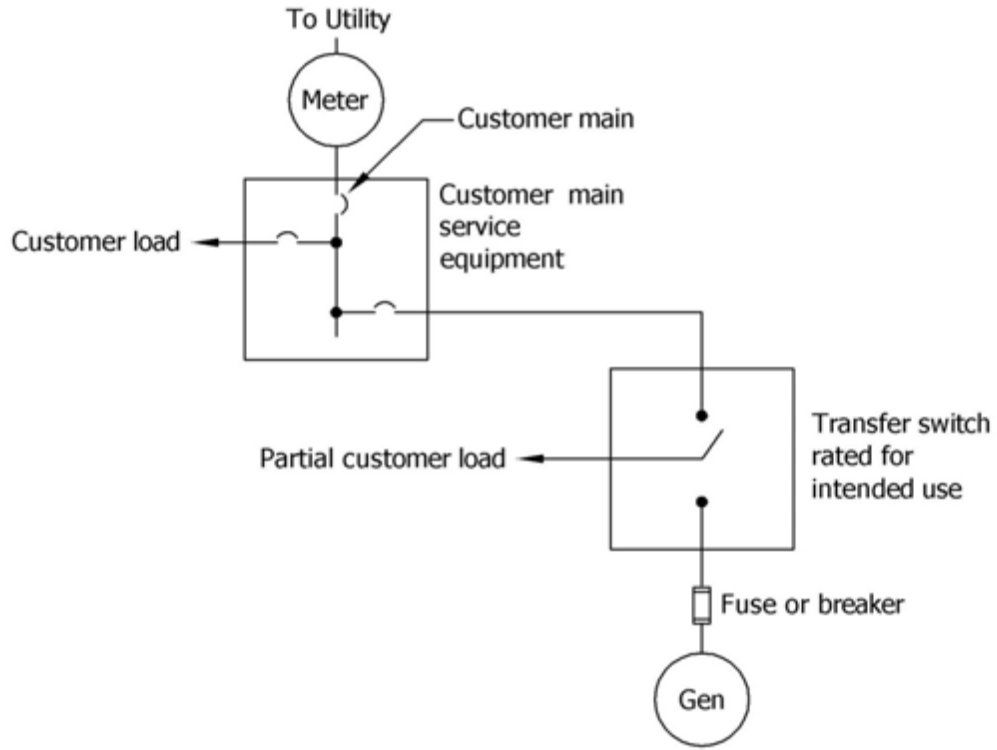 To Utility
Meter
Customer main
Customer main
service
equipment
Customer load
Transfer switch
rated for
intended use
Partial customer load
Fuse or breaker
Gen